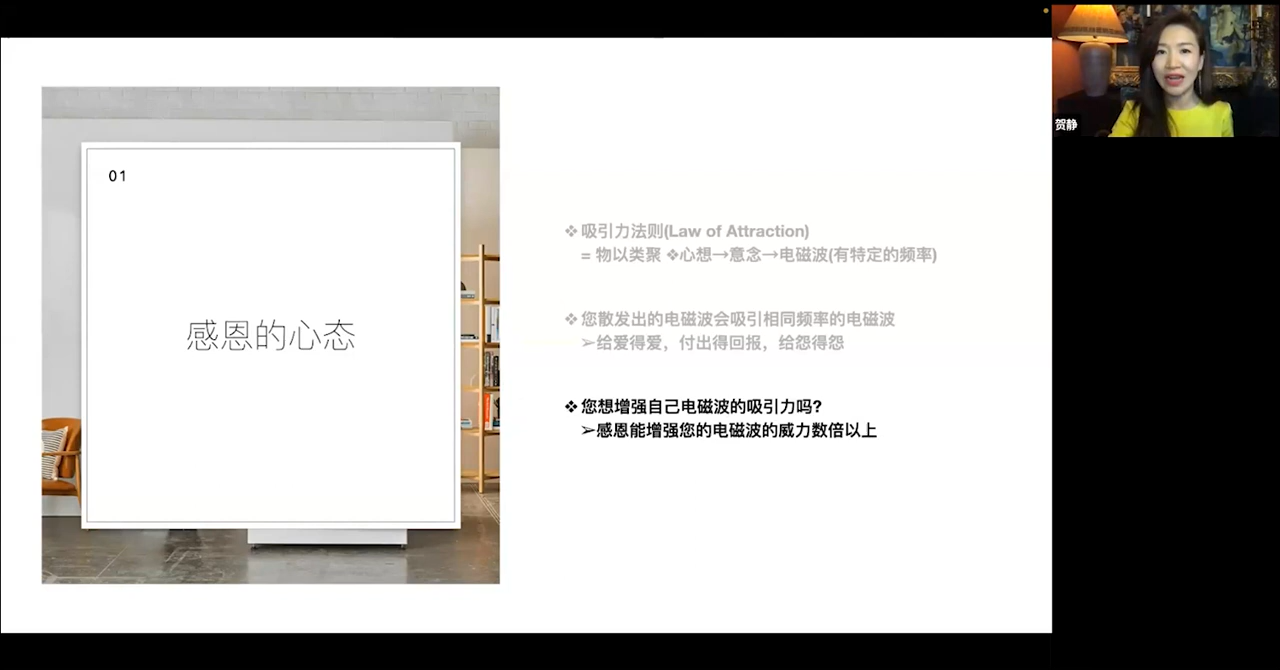 01
感恩的心态
❖吸引力法则(Law of Attraction)
= 物以类聚 ❖心想→意念→电磁波(有特定的频率)
❖您散发出的电磁波会吸引相同频率的电磁波
➢给爱得爱，付出得回报，给怨得怨
❖您想增强自己电磁波的吸引力吗?
➢感恩能增强您的电磁波的威力数倍以上
贺静